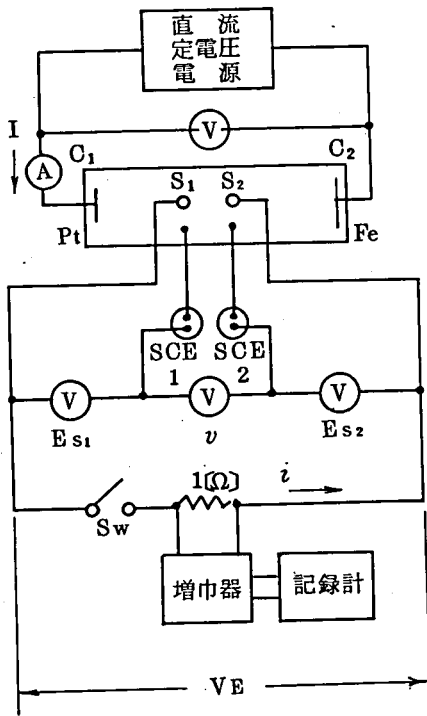 直流
定電圧
電源
I
V
C1
C2
A
S1 S2
Pt
Fe
SCE SCE
1 2
V V V
Es1 v Es2
1〔Ω〕 i
Sw
増巾器 記録計
VE